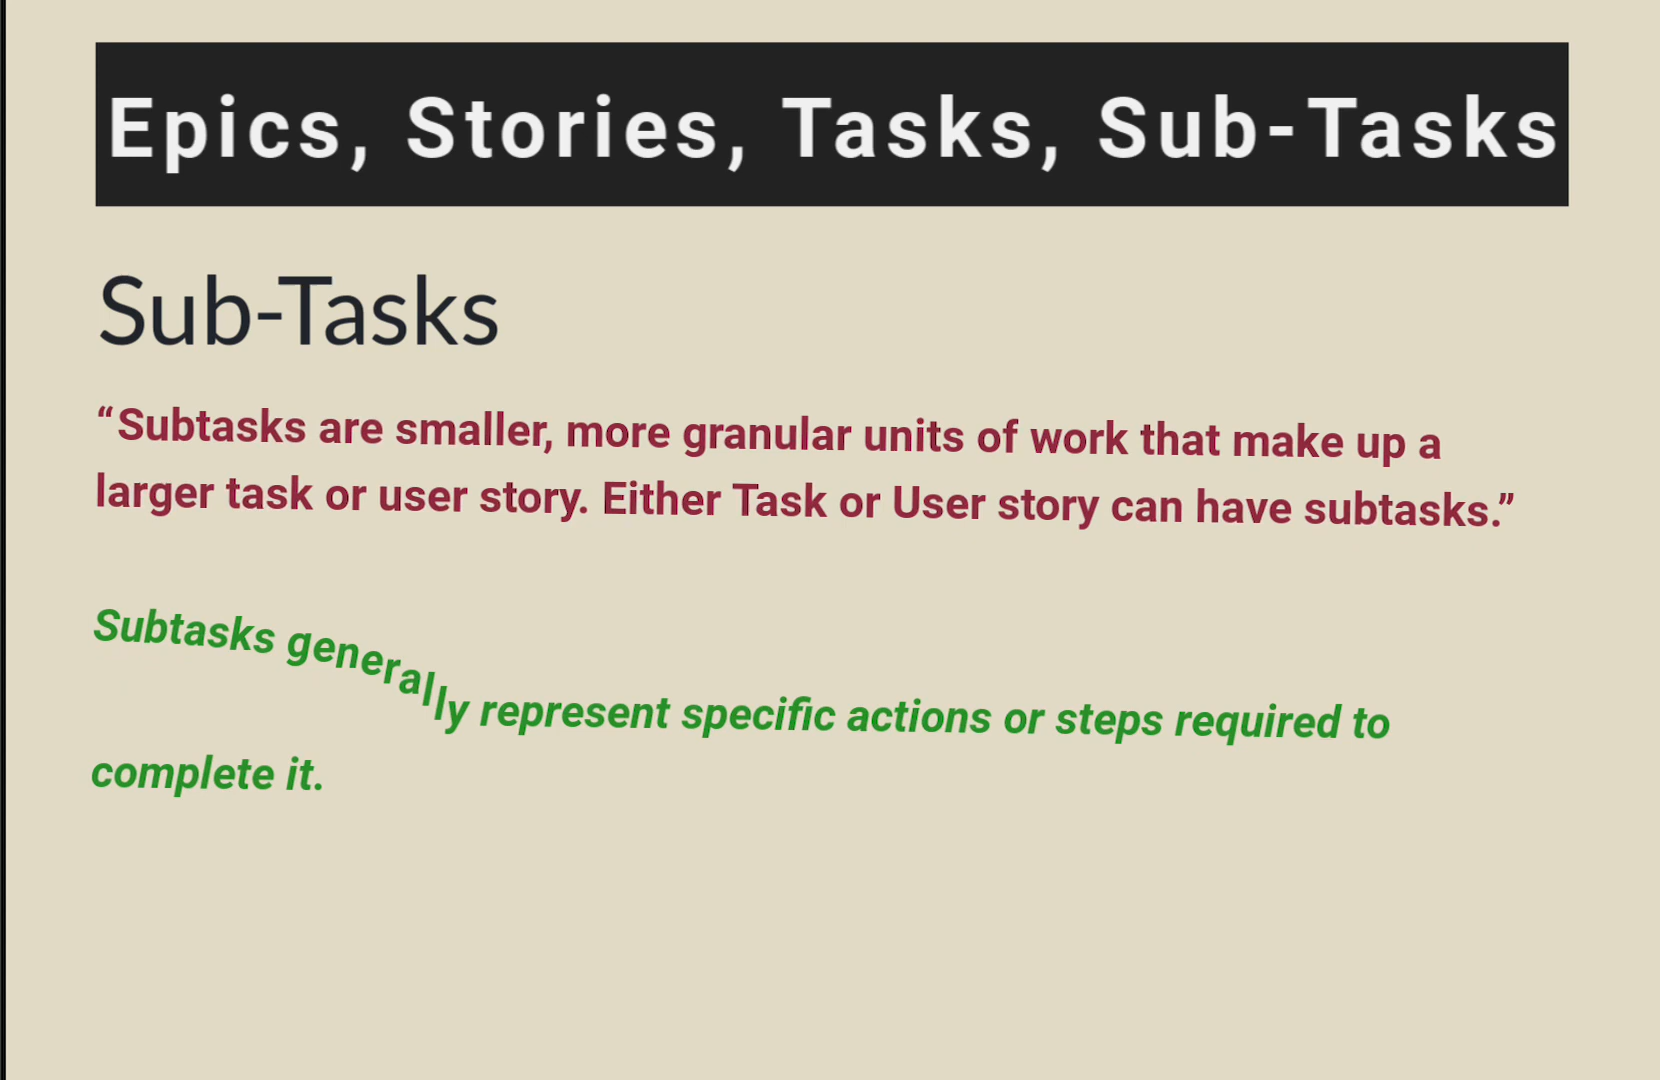 Epics, Stories, Tasks, Sub-Tasks
Sub-Tasks
“Subtasks are smaller, more granular units of work that make up a
larger task or user story. Either Task or User story can have subtasks.”
Subtasks generally represent specific actions or steps required to
complete it.